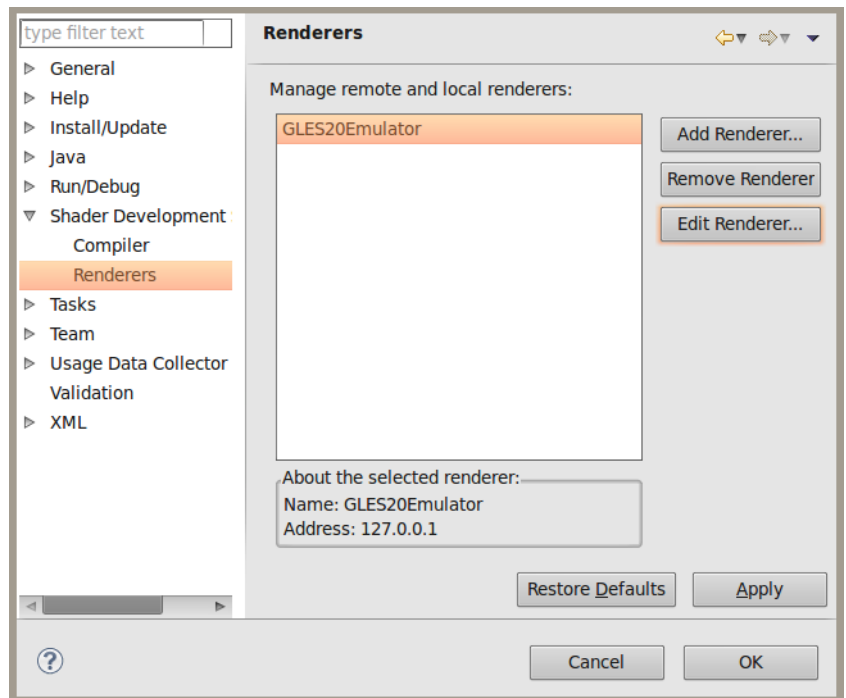 type filter text
General
Help
Install/Update
Java
Run/Debug
Shader Development
Compiler
Renderers
Tasks
Team
Usage Data Collector
Validation
XML
Renderers
Manage remote and local renderers:
GLES20Emulator
Add Renderer...
Remove Renderer
Edit Renderer...
About the selected renderer:
Name: GLES20Emulator
Address: 127.0.0.1
Restore Defaults
Apply
?
Cancel
OK